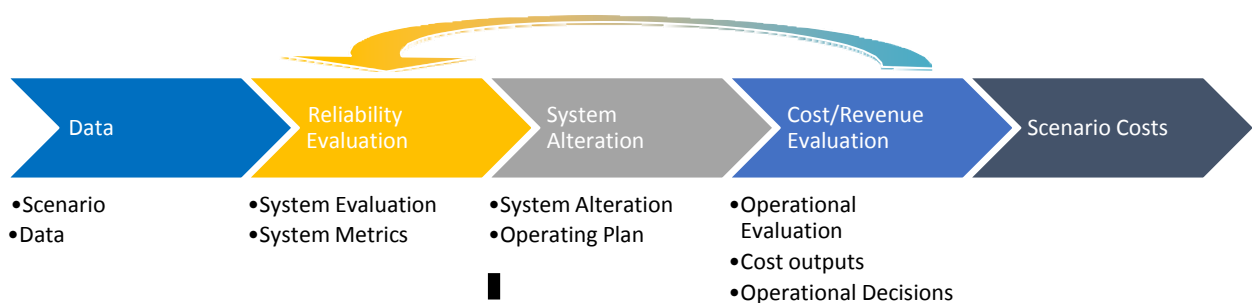 Data
Reliability
Evaluation
System
Alteration
Cost/Revenue
Evaluation
Scenario Costs
•Scenario
•Data
•System Evaluation
•System Metrics
•System Alteration
•Operating Plan
•Operational
Evaluation
•Cost outputs
•Operational Decisions